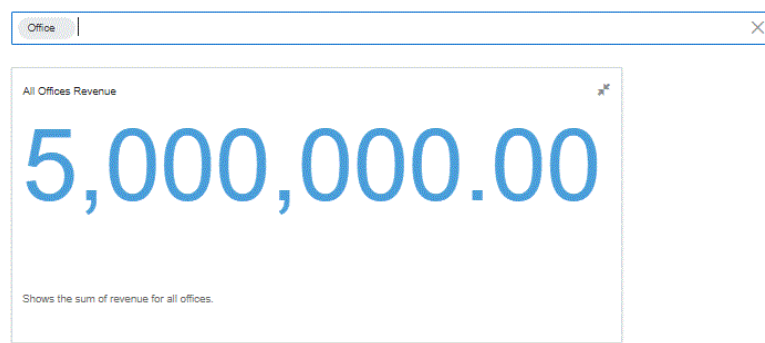 Office
All Offices Revenue
5,000,000.00
Shows the sum of revenue for all offices.